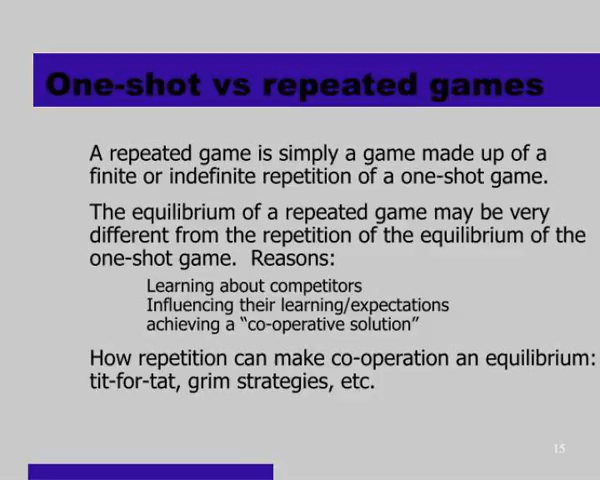 One-shot vs repeated games
A repeated game is simply a game made up of a
finite or indefinite repetition of a one-shot game.
The equilibrium of a repeated game may be very
different from the repetition of the equilibrium of the
one-shot game.  Reasons:
Learning about competitors
Influencing their learning/expectations
achieving a “co-operative solution”
How repetition can make co-operation an equilibrium:
tit-for-tat, grim strategies, etc.
15